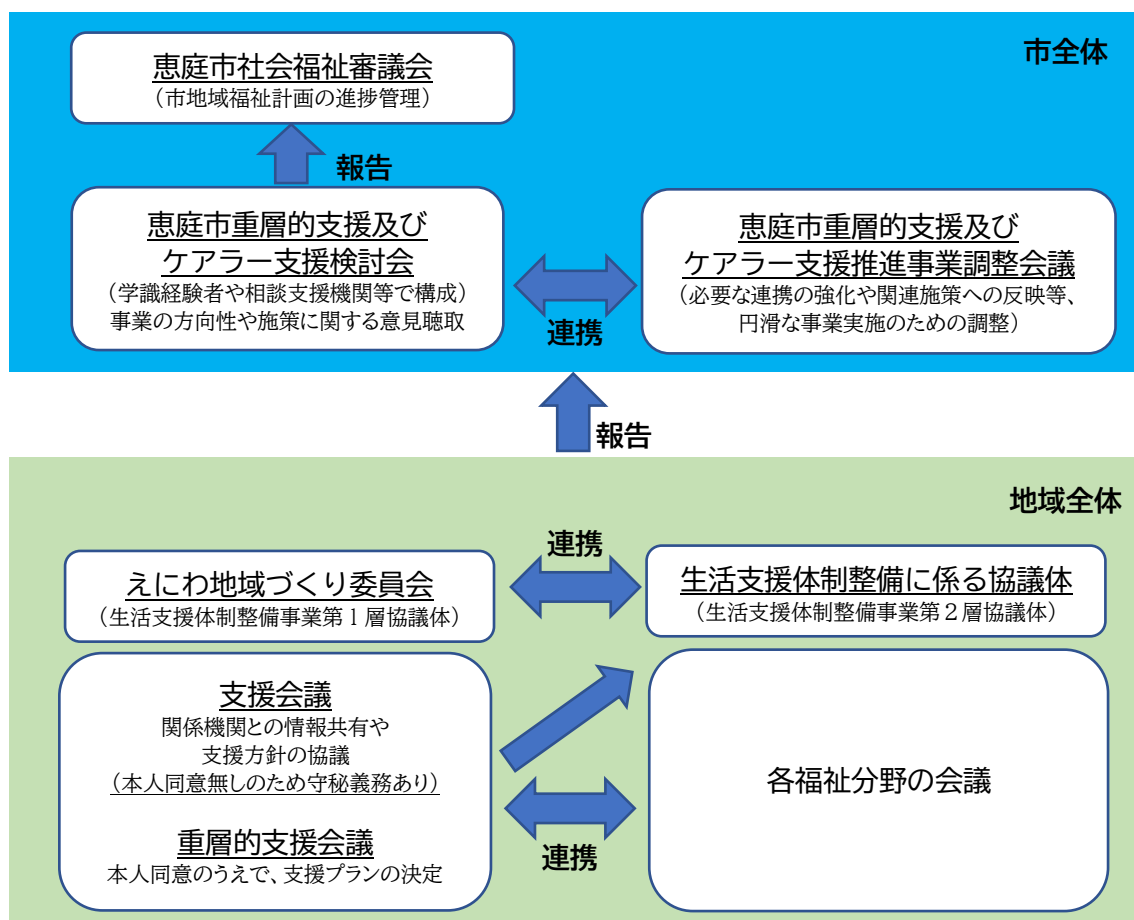 市全体
恵庭市社会福祉審議会
（市地域福祉計画の進捗管理）
報告
恵庭市重層的支援及び
ケアラー支援検討会
（学識経験者や相談支援機関等で構成）
事業の方向性や施策に関する意見聴取
連携
恵庭市重層的支援及び
ケアラー支援推進事業調整会議
（必要な連携の強化や関連施策への反映等、
円滑な事業実施のための調整）
報告
地域全体
えにわ地域づくり委員会
（生活支援体制整備事業第１層協議体）
連携
生活支援体制整備に係る協議体
（生活支援体制整備事業第２層協議体）
支援会議
関係機関との情報共有や
支援方針の協議
（本人同意無しのため守秘義務あり）
重層的支援会議
本人同意のうえで、支援プランの決定
連携
各福祉分野の会議